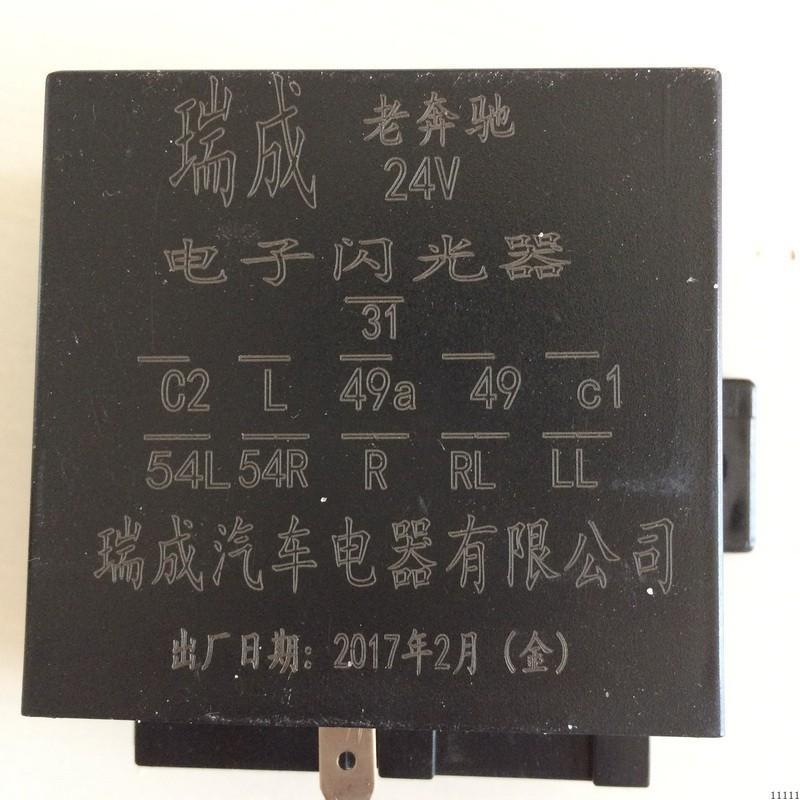 瑞成 老奔驰
24V
电子闪光器
31
C2 L 49a 49 c1
54L 54R R RL LL
瑞成汽车电器有限公司
出厂日期：2017年2月（金）
11111